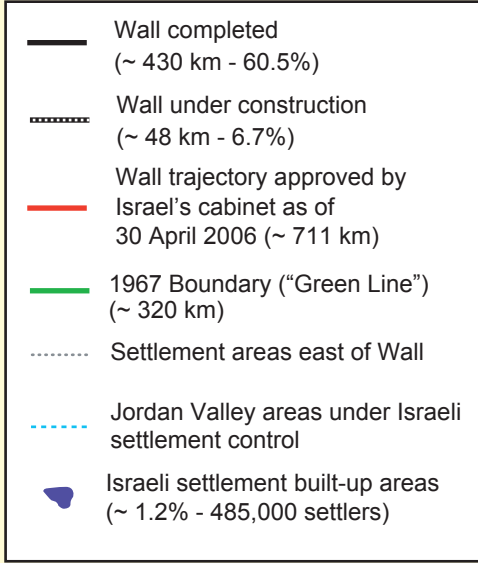 Wall completed
(~ 430 km - 60.5%)
Wall under construction
(~ 48 km - 6.7%)
Wall trajectory approved by
Israel’s cabinet as of
30 April 2006 (~ 711 km)
1967 Boundary (“Green Line”)
(~ 320 km)
Settlement areas east of Wall
Jordan Valley areas under Israeli
settlement control
Israeli settlement built-up areas
(~ 1.2% - 485,000 settlers)